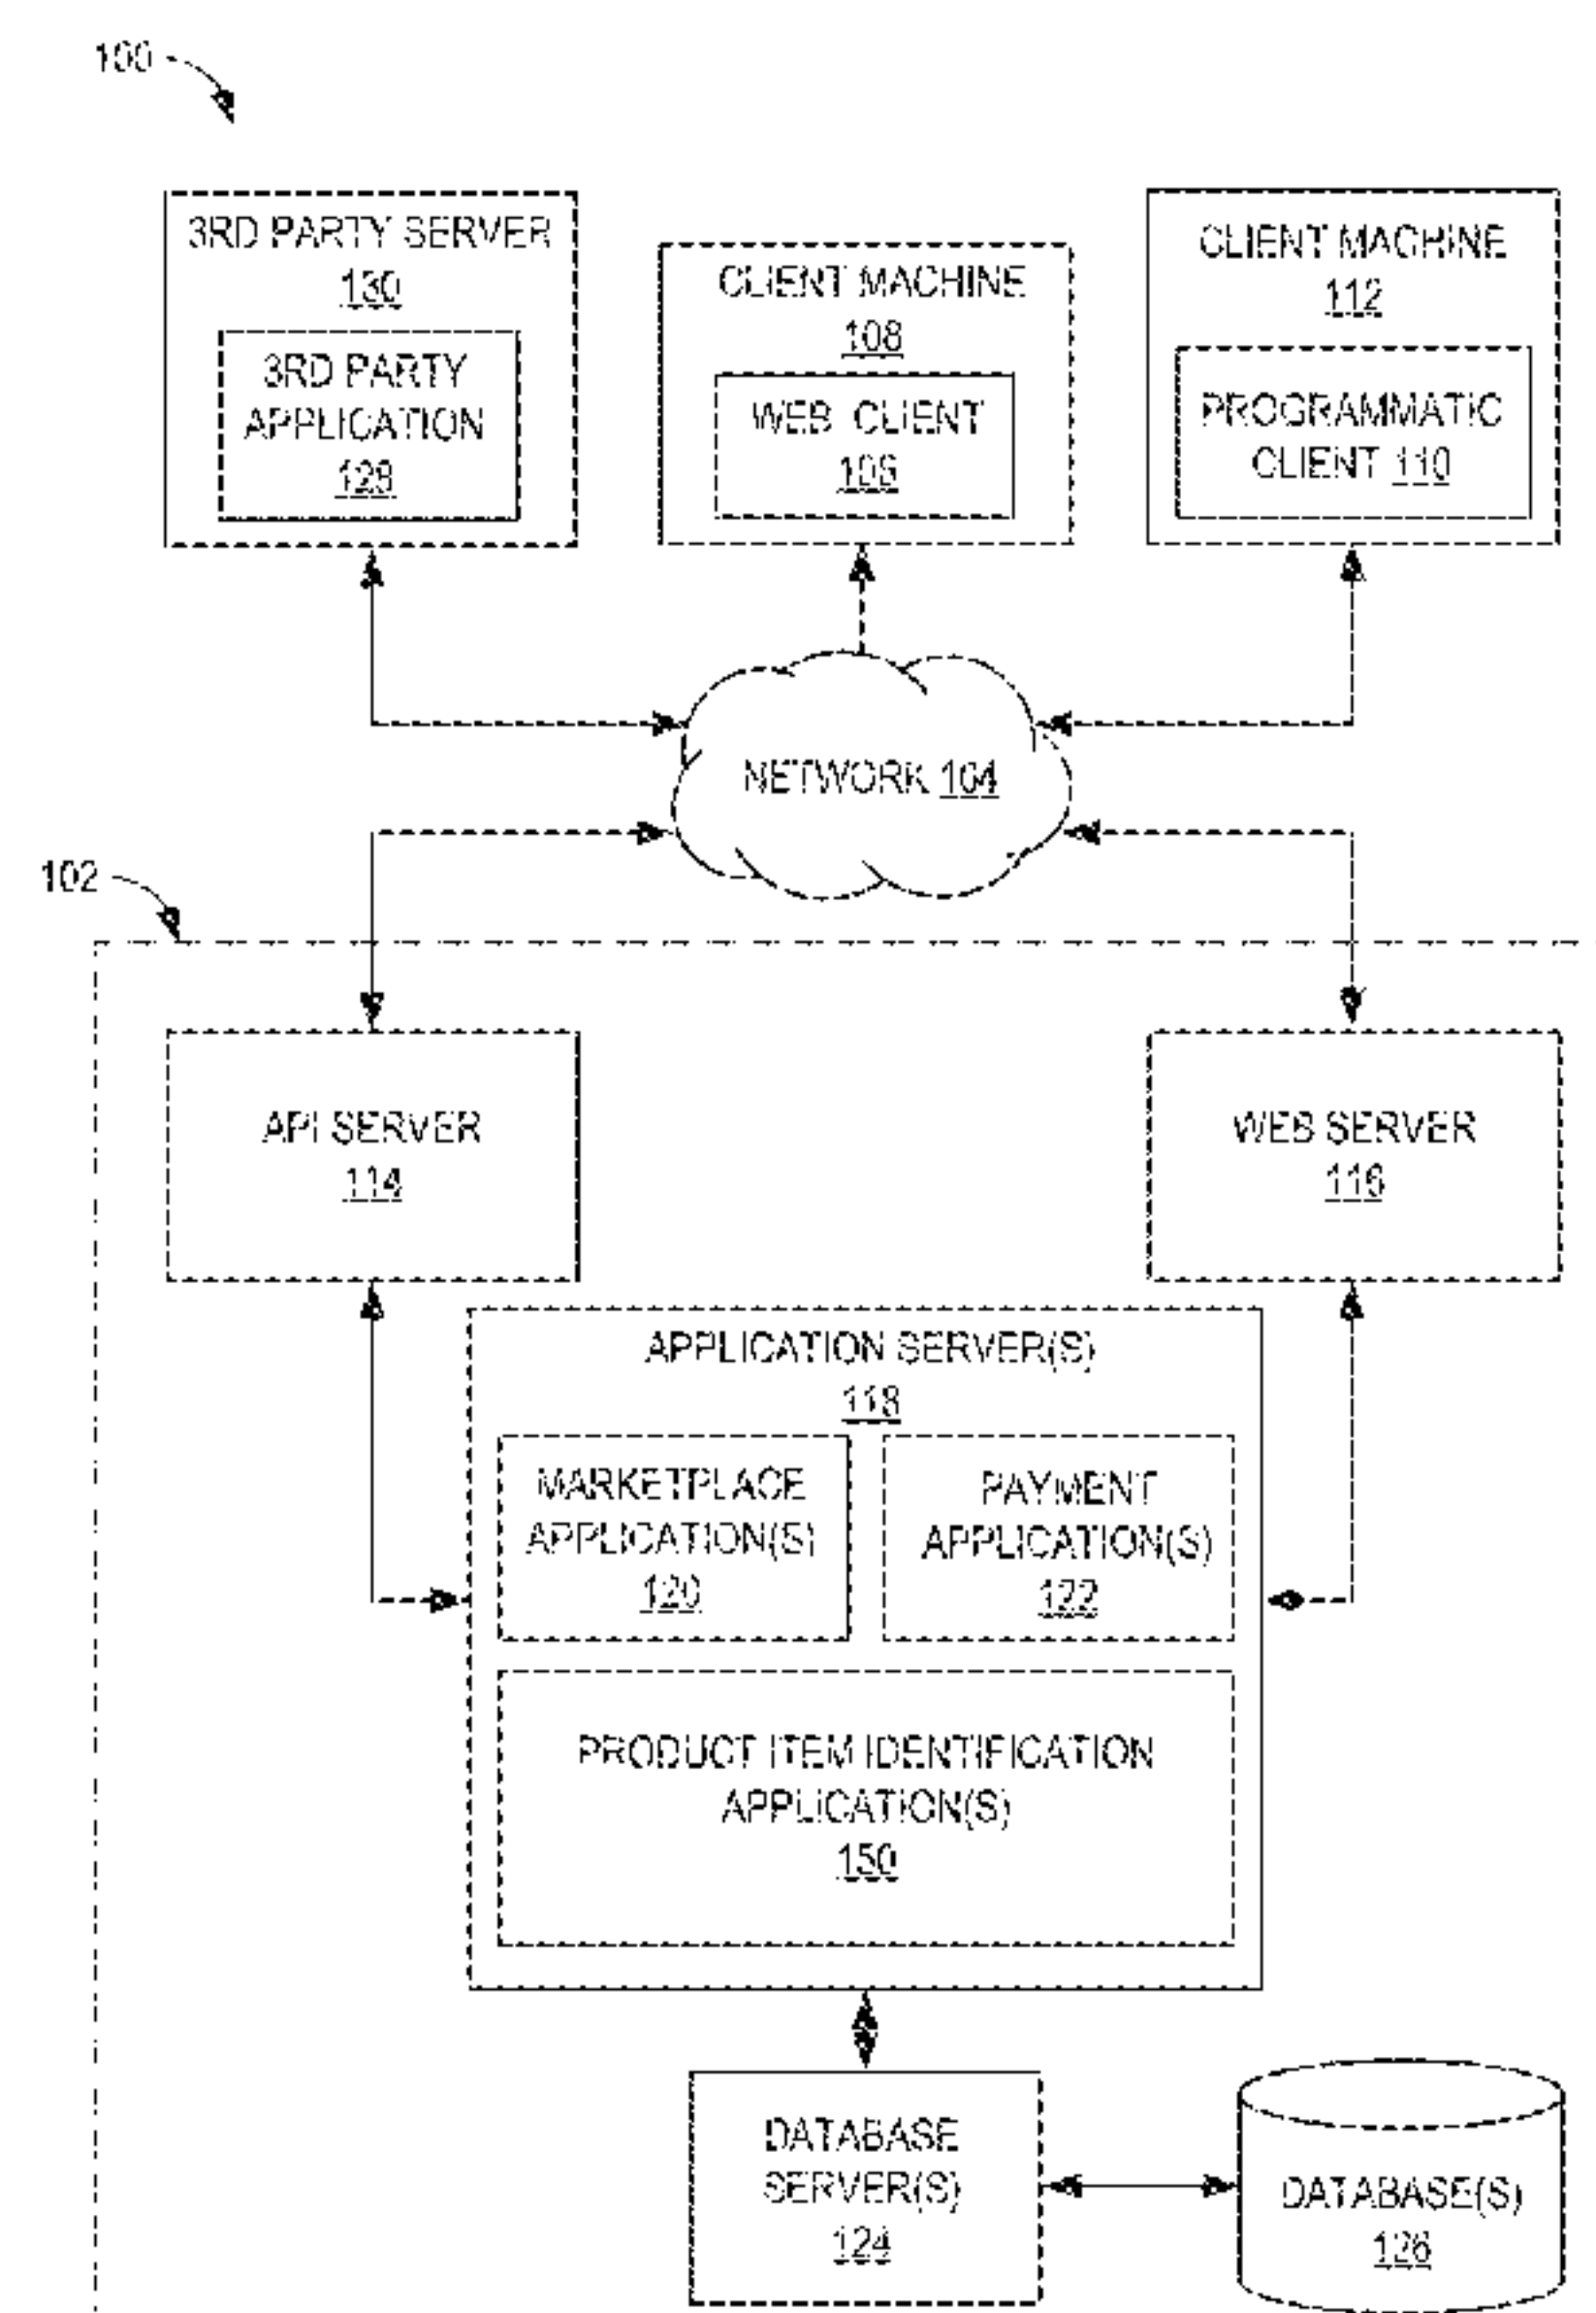 100
3RD PARTY SERVER
130
3RD PARTY
APPLICATION
128
CLIENT MACHINE
108
WEB CLIENT
106
CLIENT MACHINE
112
PROGRAMMATIC
CLIENT 110
NETWORK 104
102
API SERVER
114
WEB SERVER
116
APPLICATION SERVER(S)
118
MARKETPLACE
APPLICATION(S)
120
PAYMENT
APPLICATION(S)
122
PRODUCT ITEM IDENTIFICATION
APPLICATION(S)
150
DATABASE
SERVER(S)
124
DATABASE(S)
126